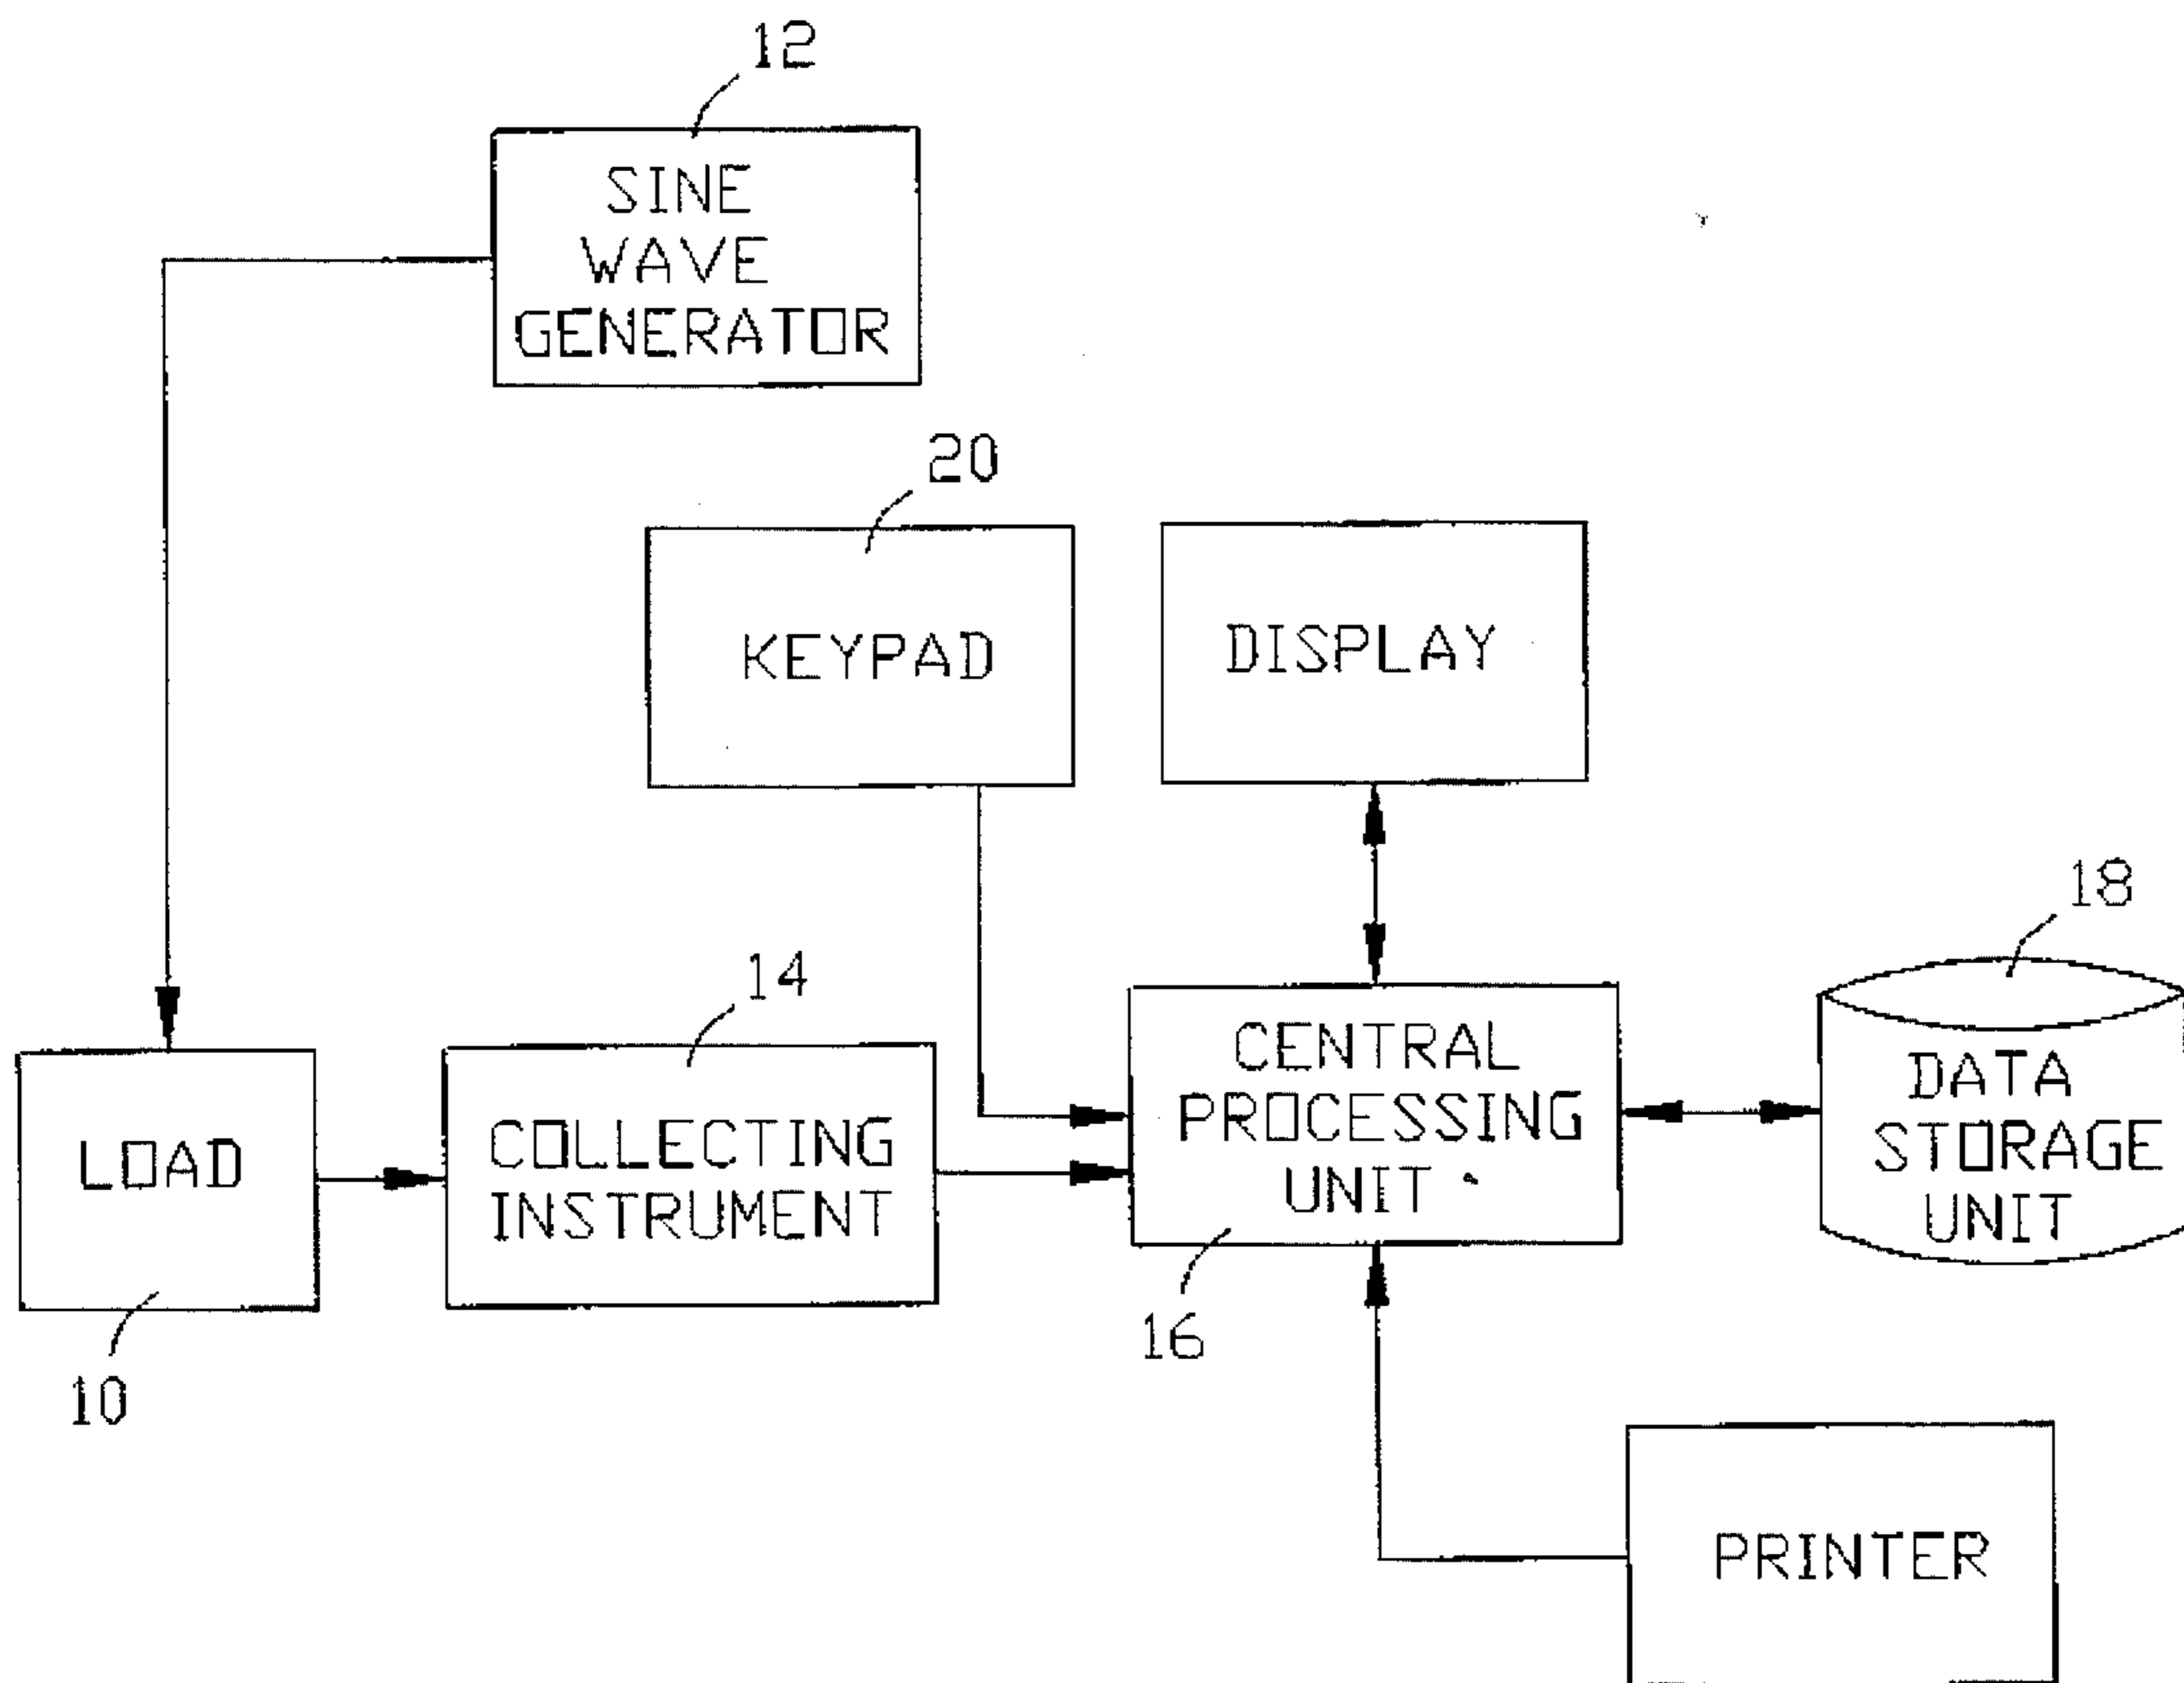 12
SINE
WAVE
GENERATOR
20
KEYPAD
DISPLAY
18
14
CENTRAL
PROCESSING
UNIT
DATA
STORAGE
UNIT
LOAD
COLLECTING
INSTRUMENT
16
10
PRINTER